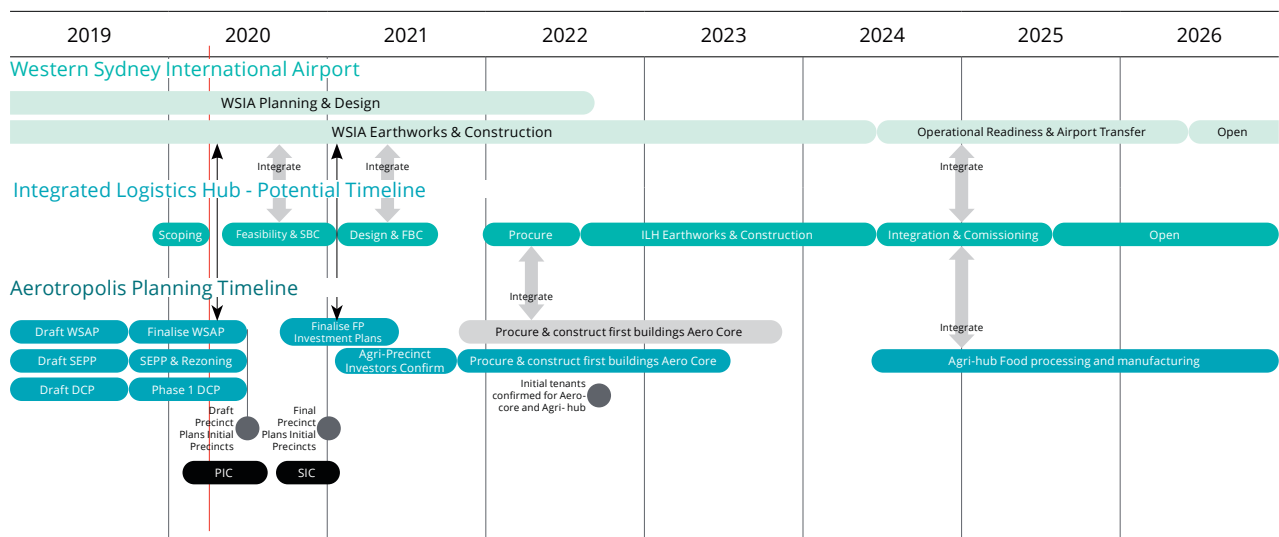 2019 2020 2021 2022 2023 2024 2025 2026
Western Sydney International Airport
WSIA Planning & Design
WSIA Earthworks & Construction
Operational Readiness & Airport Transfer
Open
Integrate
Integrate
Integrate
Integrated Logistics Hub - Potential Timeline
Scoping
Feasibility & SBC
Design & FBC
Procure
ILH Earthworks & Construction
Integration & Comissioning
Open
Integrate
Integrate
Aerotropolis Planning Timeline
Draft WSAP
Finalise WSAP
Finalise FP
Investment Plans
Procure & construct first buildings Aero Core
Draft SEPP
SEPP & Rezoning
Agri-Precinct
Investors Confirm
Procure & construct first buildings Aero Core
Agri-hub Food processing and manufacturing
Draft DCP
Phase 1 DCP
Initial tenants
confirmed for Aero-
core and Agri- hub
Draft
Precinct
Plans Initial
Precincts
Final
Precinct
Plans Initial
Precincts
PIC
SIC